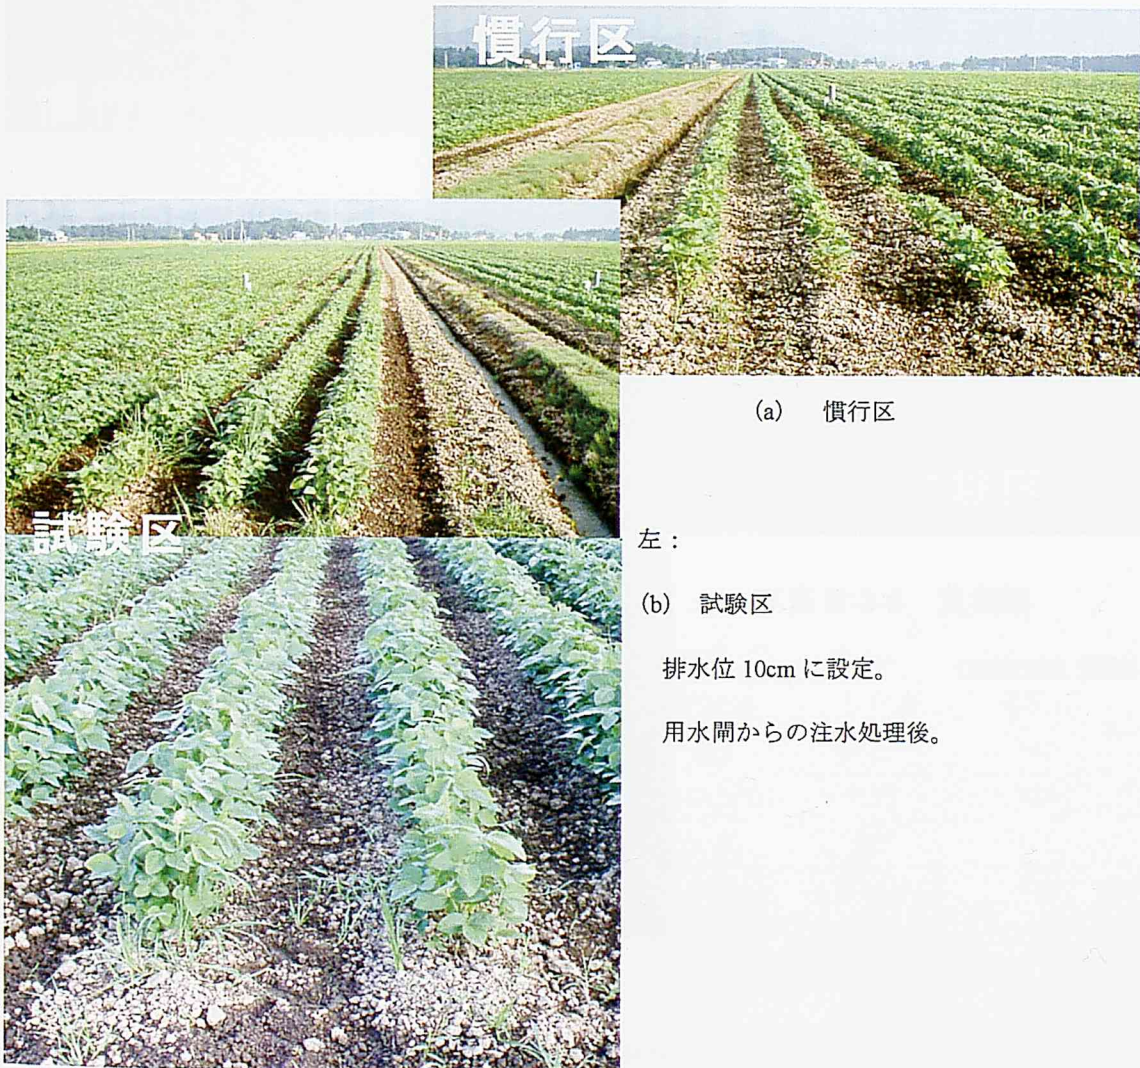 慣行区
(a) 慣行区
試験区
左：
(b) 試験区
排水位 10cm に設定。
用水閘からの注水処理後。